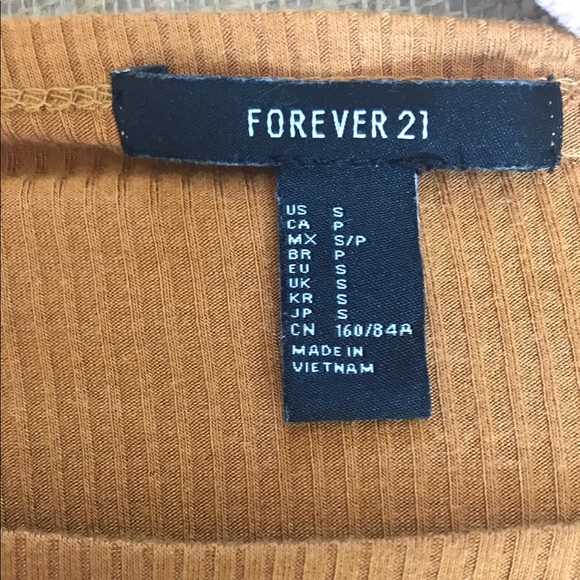 FOREVER 21
US S
CA P
MX S/P
BR P
EU S
UK S
KR S
JP S
CN 160/84A
MADE IN
VIETNAM